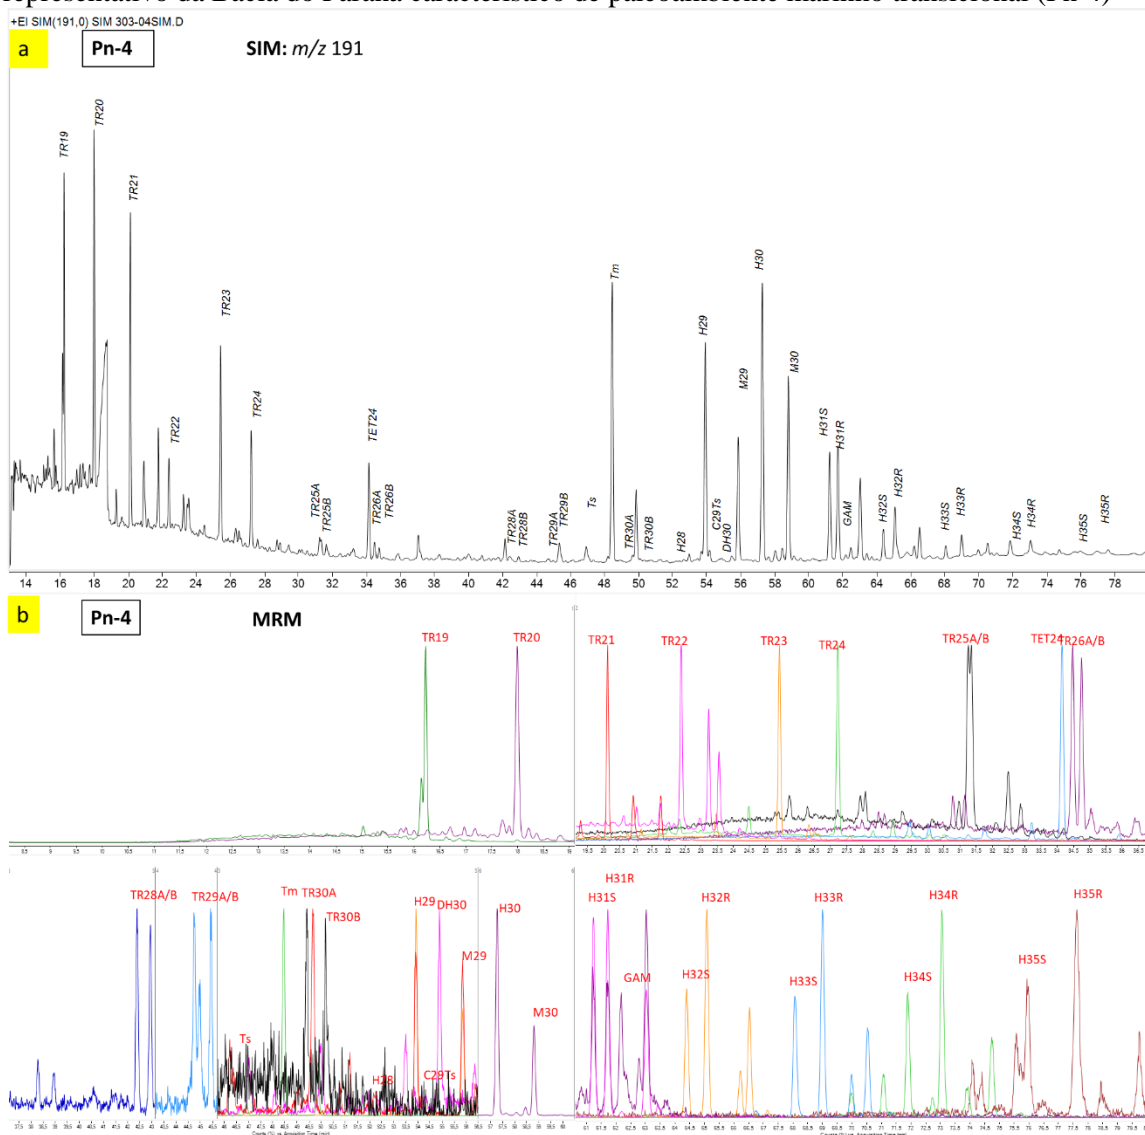 representativo da Bacia do Paraná característico de paleoambiente marinho transicional (Pn-4)
+EI SIM(191,0) SIM 303-04SIM.D
a
Pn-4
SIM: m/z 191
TR19
TR20
TR21
TR22
TR23
TR24
TR25A
TR25B
TET24
TR26A
TR26B
TR28A
TR28B
TR29A
TR29B
Ts
Tm
TR30A
TR30B
H28
H29
C29Ts
DH30
M29
H30
M30
H31S
H31R
GAM
H32S
H32R
H33S
H33R
H34S
H34R
H35S
H35R
14 16 18 20 22 24 26 28 30 32 34 36 38 40 42 44 46 48 50 52 54 56 58 60 62 64 66 68 70 72 74 76 78
b
Pn-4
MRM
TR19
TR20
TR21
TR22
TR23
TR24
TR25A/B
TET24
TR26A/B
TR28A/B
TR29A/B
Ts
Tm
TR30A
TR30B
H28
H29
DH30
C29Ts
M29
H30
M30
H31S
H31R
GAM
H32S
H32R
H33S
H33R
H34S
H34R
H35S
H35R